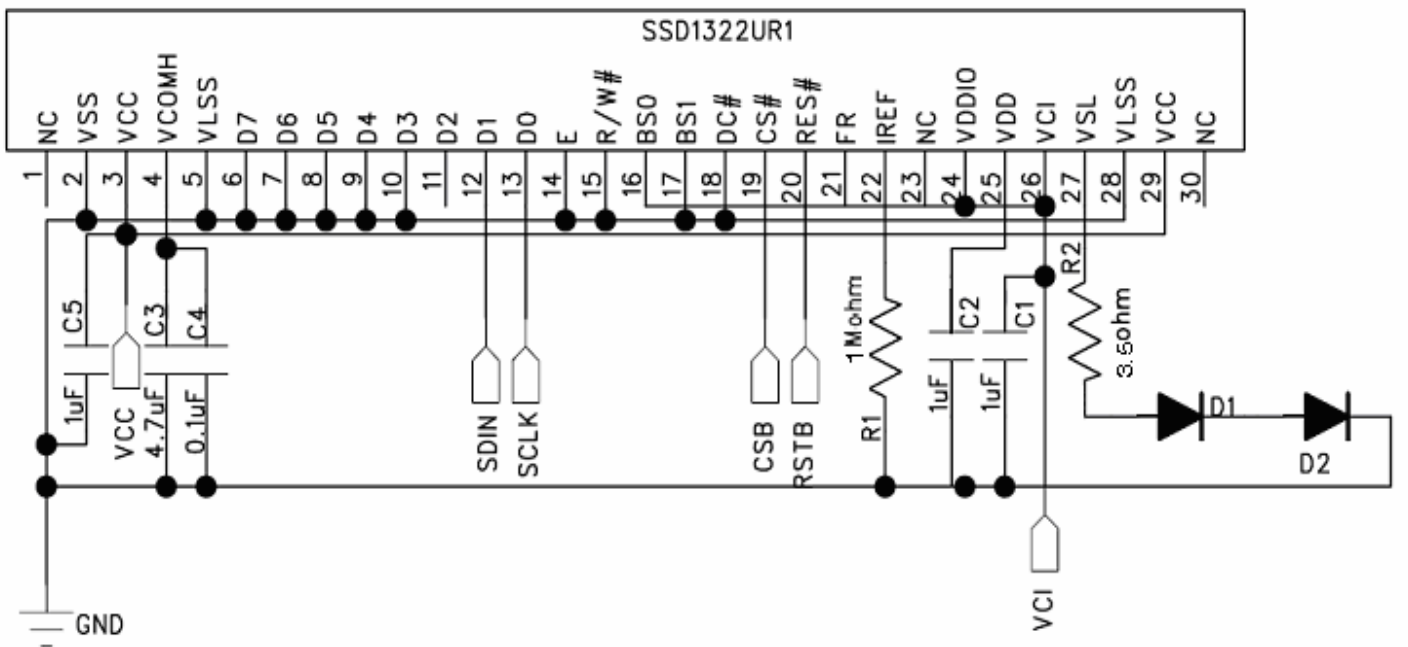 SSD1322UR1
NC
VSS
VCC
VCOMH
VLSS
D7
D6
D5
D4
D3
D2
D1
D0
E
R/W#
BS0
BS1
DC#
CS#
RES#
FR
IREF
NC
VDDIO
VDD
VCI
VSL
VLSS
VCC
NC
1
2
3
4
5
6
7
8
9
10
11
12
13
14
15
16
17
18
19
20
21
22
23
24
25
26
27
28
29
30
C5
1uF
VCC
C3
4.7uF
C4
0.1uF
SDIN
SCLK
CSB
RSTB
1Mohm
R1
C2
1uF
C1
1uF
R2
3.5ohm
D1
D2
VCI
GND